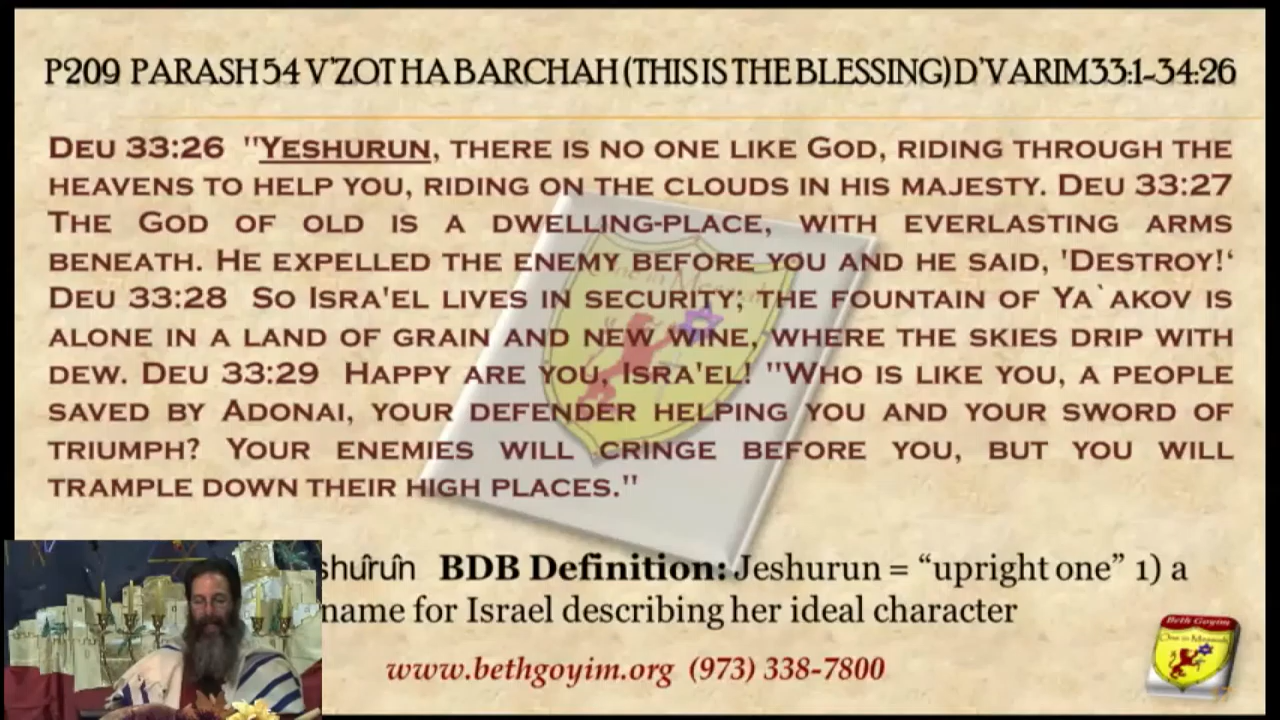 P209 PARASH 54 V'ZOT HA BARCHAH (THIS IS THE BLESSING) D'VARIM 33:1-34:26
DEU 33:26 "YESHURUN, THERE IS NO ONE LIKE GOD, RIDING THROUGH THE
HEAVENS TO HELP YOU, RIDING ON THE CLOUDS IN HIS MAJESTY. DEU 33:27
THE GOD OF OLD IS A DWELLING-PLACE, WITH EVERLASTING ARMS
BENEATH. HE EXPELLED THE ENEMY BEFORE YOU AND HE SAID, 'DESTROY!‘
DEU 33:28 SO ISRA'EL LIVES IN SECURITY; THE FOUNTAIN OF YA`AKOV IS
ALONE IN A LAND OF GRAIN AND NEW WINE, WHERE THE SKIES DRIP WITH
DEW. DEU 33:29 HAPPY ARE YOU, ISRA'EL! "WHO IS LIKE YOU, A PEOPLE
SAVED BY ADONAI, YOUR DEFENDER HELPING YOU AND YOUR SWORD OF
TRIUMPH? YOUR ENEMIES WILL CRINGE BEFORE YOU, BUT YOU WILL
TRAMPLE DOWN THEIR HIGH PLACES."
shûrûn BDB Definition: Jeshurun = “upright one” 1) a
name for Israel describing her ideal character
www.bethgoyim.org (973) 338-7800
Beth Goyim
One in Messiah